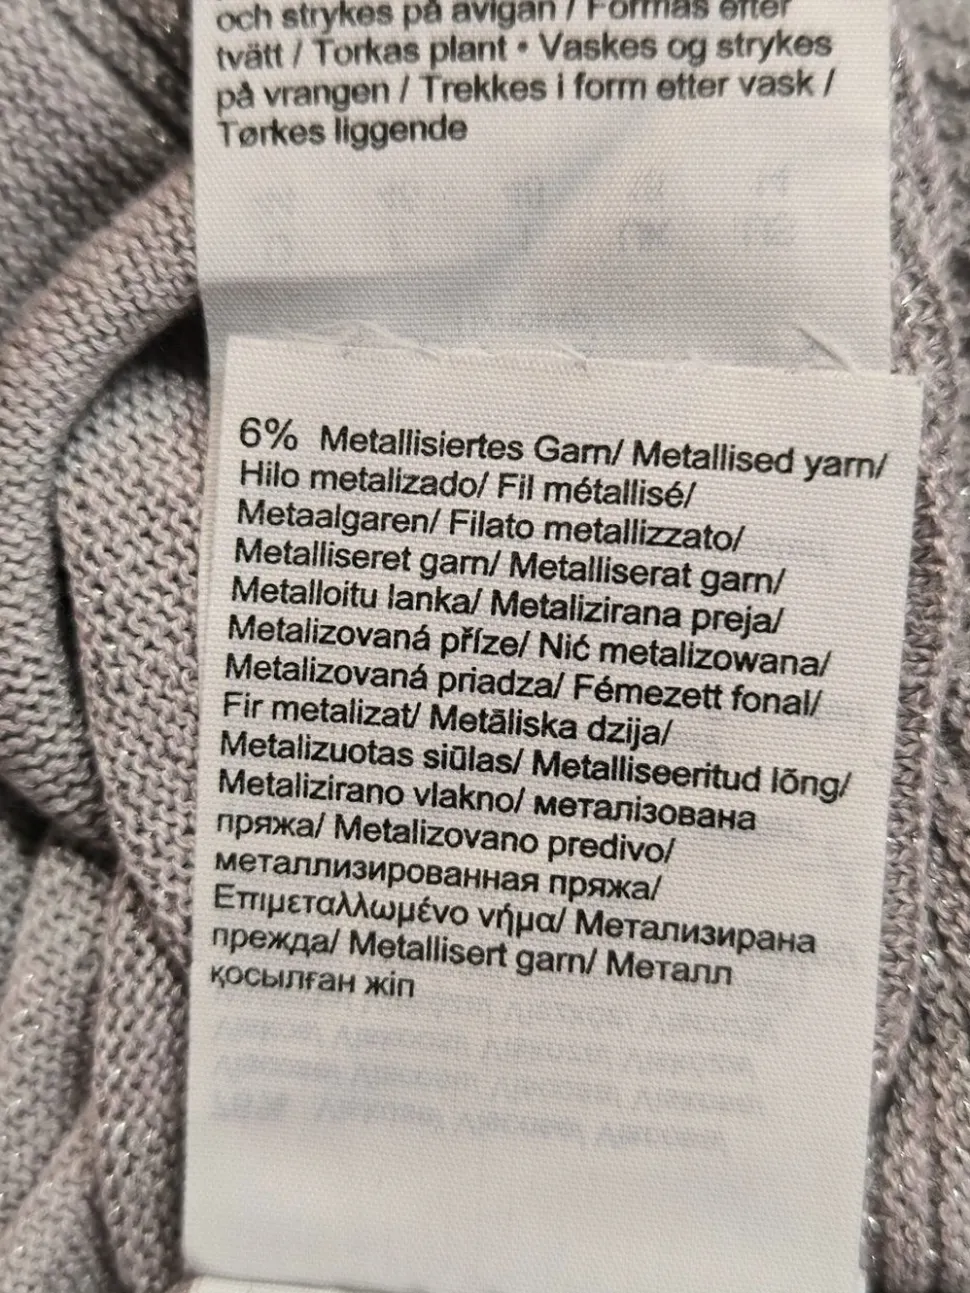 och strykes på avigan / Formas efter
tvätt / Torkas plant • Vaskes og strykes
på vrangen / Trekkes i form etter vask /
Tørkes liggende
6% Metallisiertes Garn/ Metallised yarn/
Hilo metalizado/ Fil métallisé/
Metaalgaren/ Filato metallizzato/
Metalliseret garn/ Metalliserat garn/
Metalloitu lanka/ Metalizirana preja/
Metalizovaná příze/ Nić metalizowana/
Metalizovaná priadza/ Fémezett fonal/
Fir metalizat/ Metāliska dzija/
Metalizuotas siūlas/ Metalliseeritud lõng/
Metalizirano vlakno/ металізована
пряжа/ Metalizovano predivo/
металлизированная пряжа/
Επιμεταλλωμένο νήμα/ Метализирана
прежда/ Metallisert garn/ Металл
қосылған жіп